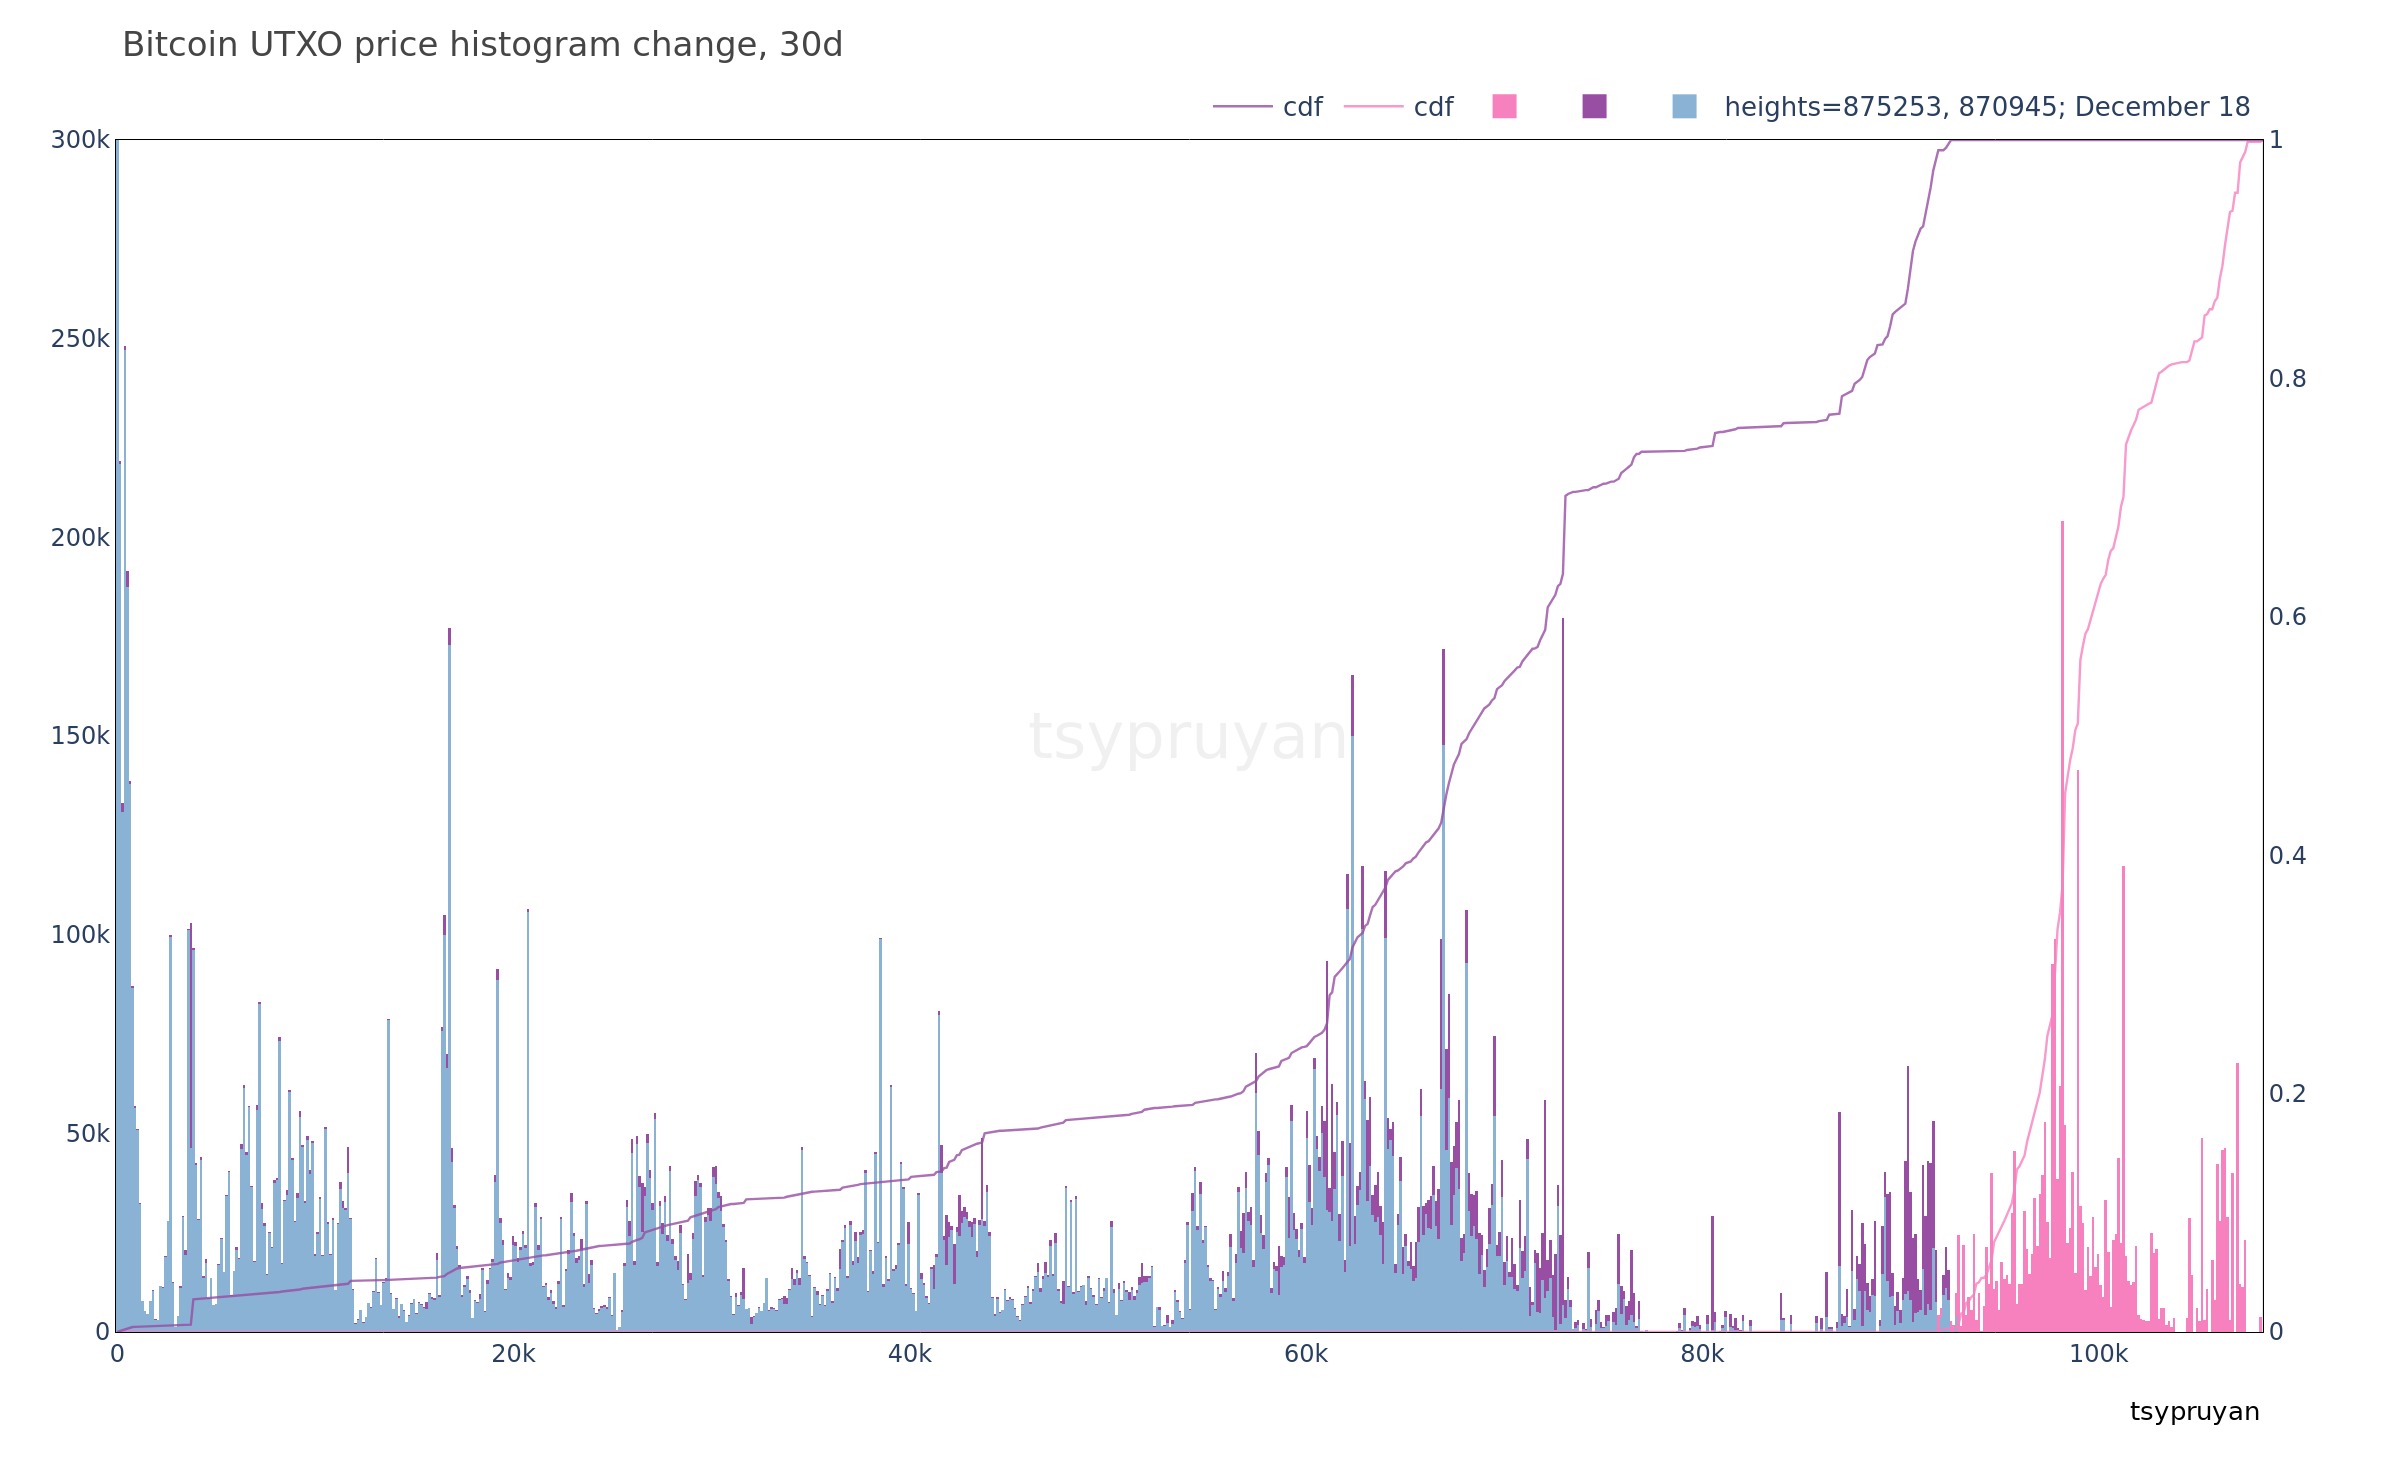 Bitcoin UTXO price histogram change, 30d
cdf cdf heights=875253, 870945; December 18
300k 1
250k
0.8
200k
0.6
150k
tsypruyan
0.4
100k
0.2
50k
0 0
0 20k 40k 60k 80k 100k
tsypruyan